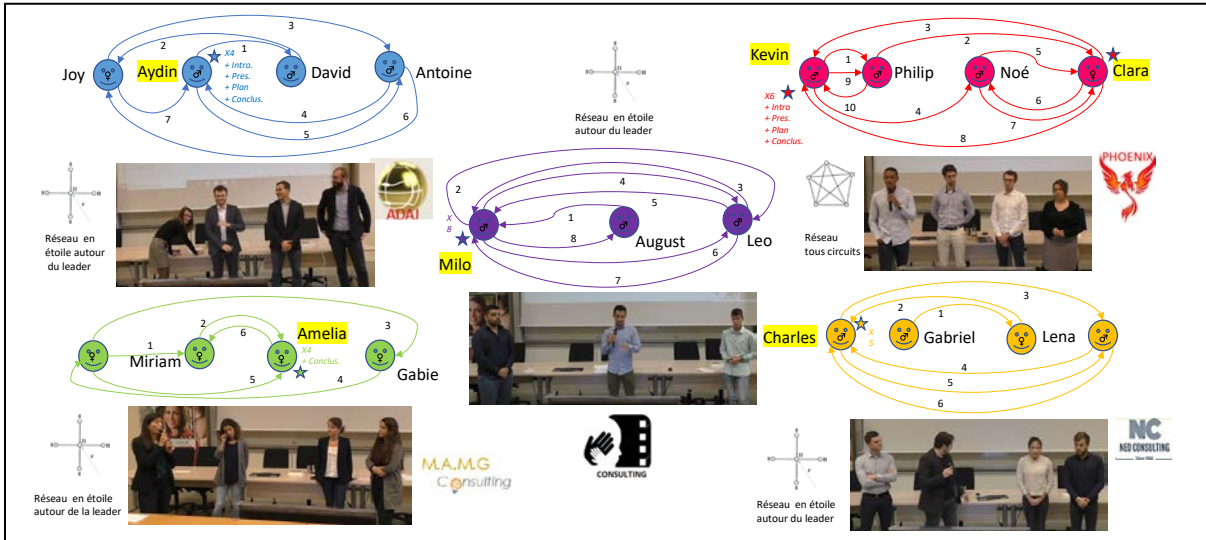 3
2
1
Joy
Aydin
X4
+ Intro.
+ Pres.
+ Plan
+ Conclus.
David
Antoine
7
4
5
6
Réseau en
étoile autour
du leader
ADAJ
Réseau en étoile
autour du leader
3
2
5
Kevin
1
9
Philip
Noé
Clara
X6
+ Intro
+ Pres.
+ Plan
+ Conclus.
10
4
6
7
8
Réseau
tous circuits
PHOENIX
2
4
3
5
1
X
8
8
August
Leo
Milo
6
7
CONSULTING
3
2
6
Amelia
1
Miriam
X4
+ Conclus.
Gabie
5
4
Réseau en étoile
autour de la leader
M.A.M.G
Consulting
3
2
1
Charles
X
5
Gabriel
Lena
4
5
6
Réseau en étoile
autour du leader
NC
NEO CONSULTING